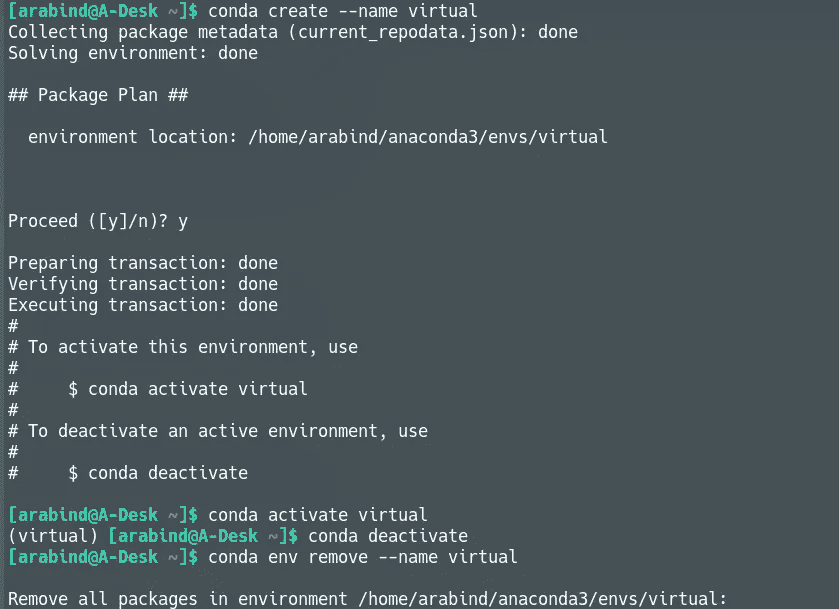 [arabind@A-Desk ~]$ conda create --name virtual
Collecting package metadata (current_repodata.json): done
Solving environment: done
## Package Plan ##
  environment location: /home/arabind/anaconda3/envs/virtual
Proceed ([y]/n)? y
Preparing transaction: done
Verifying transaction: done
Executing transaction: done
#
# To activate this environment, use
#
#     $ conda activate virtual
#
# To deactivate an active environment, use
#
#     $ conda deactivate
[arabind@A-Desk ~]$ conda activate virtual
(virtual) [arabind@A-Desk ~]$ conda deactivate
[arabind@A-Desk ~]$ conda env remove --name virtual
Remove all packages in environment /home/arabind/anaconda3/envs/virtual: